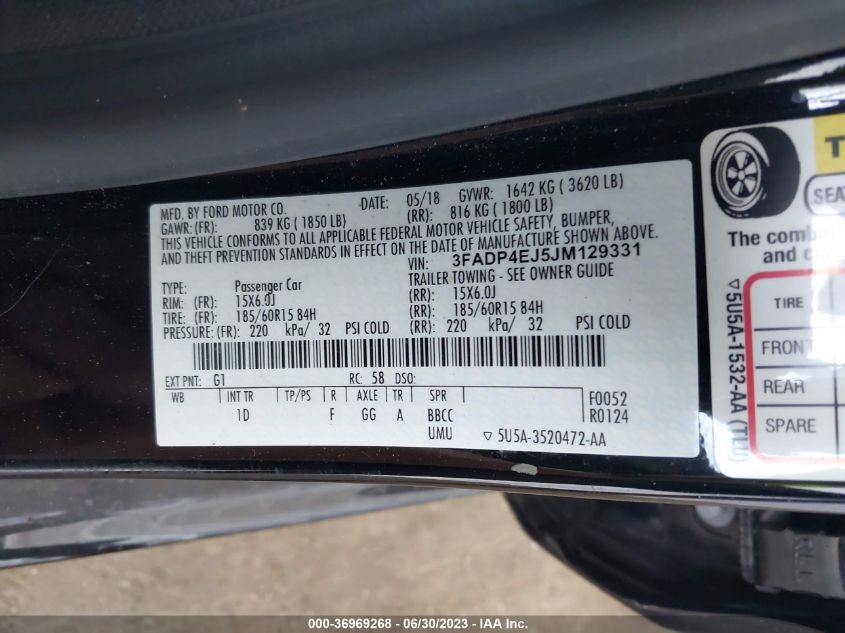 MFD. BY FORD MOTOR CO. DATE: 05/18 GVWR: 1642 KG ( 3620 LB)
GAWR: (FR): 839 KG ( 1850 LB) (RR): 816 KG ( 1800 LB)
THIS VEHICLE CONFORMS TO ALL APPLICABLE FEDERAL MOTOR VEHICLE SAFETY, BUMPER,
AND THEFT PREVENTION STANDARDS IN EFFECT ON THE DATE OF MANUFACTURE SHOWN ABOVE.
VIN: 3FADP4EJ5JM129331
TYPE: Passenger Car TRAILER TOWING - SEE OWNER GUIDE
RIM: (FR): 15X6.0J (RR): 15X6.0J
TIRE: (FR): 185/60R15 84H (RR): 185/60R15 84H
PRESSURE: (FR): 220 kPa/ 32 PSI COLD (RR): 220 kPa/ 32 PSI COLD
EXT PNT: G1 RC: 58 DSO:
WB INT TR TP/PS R AXLE TR SPR F0052
1D F GG A BBCC R0124
UMU ▽ 5U5A-3520472-AA
▽5U5A-1532-AA (TL0)
T
SEAT
The combin
and
TIRE
FRONT
REAR
SPARE
RLL
000-36969268 - 06/30/2023 - IAA Inc.